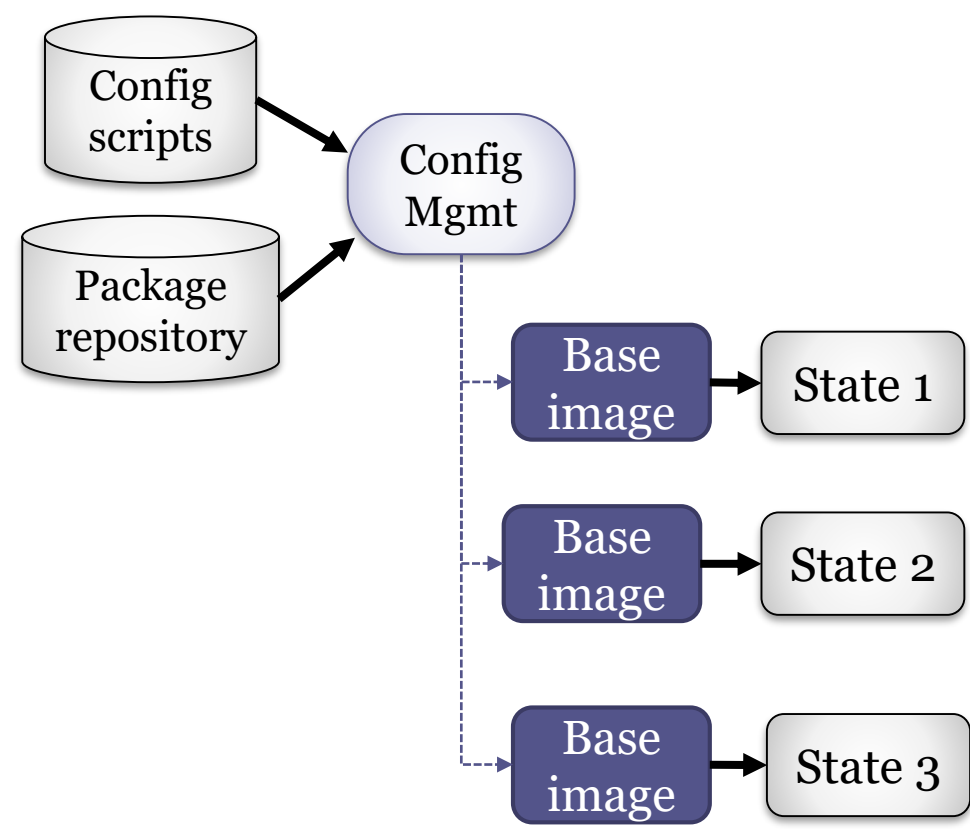 Config
scripts
Config
Mgmt
Package
repository
Base
image
State 1
Base
image
State 2
Base
image
State 3